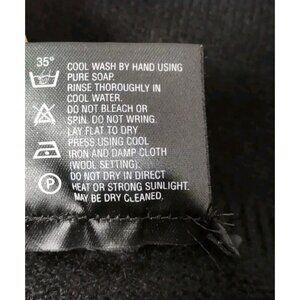 35°
COOL WASH BY HAND USING
PURE SOAP.
RINSE THOROUGHLY IN
COOL WATER.
DO NOT BLEACH OR
SPIN. DO NOT WRING.
LAY FLAT TO DRY
PRESS USING COOL
IRON AND DAMP CLOTH
(WOOL SETTING).
DO NOT DRY IN DIRECT
HEAT OR STRONG SUNLIGHT.
MAY BE DRY CLEANED.
P